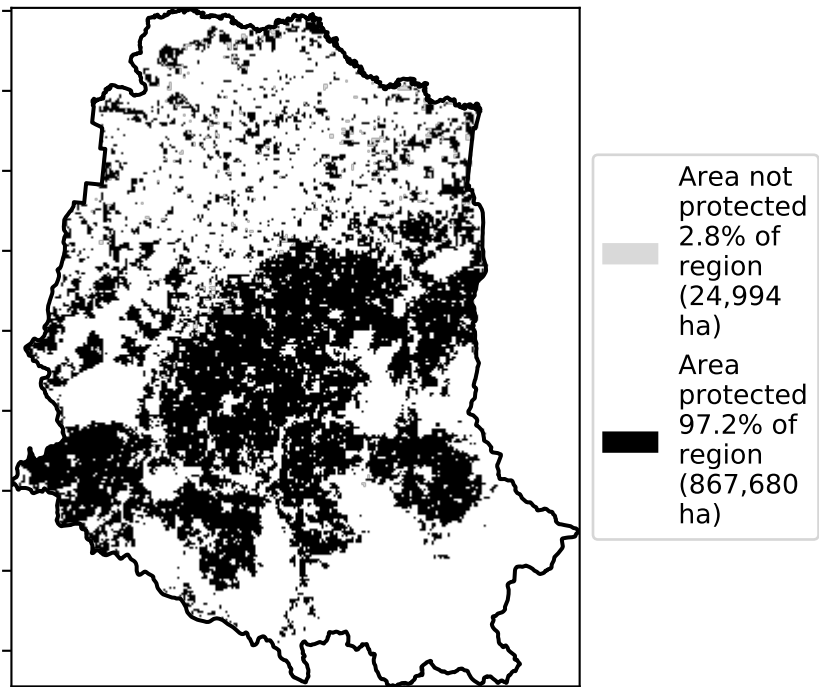 Area not
protected
2.8% of
region
(24,994
ha)
Area
protected
97.2% of
region
(867,680
ha)